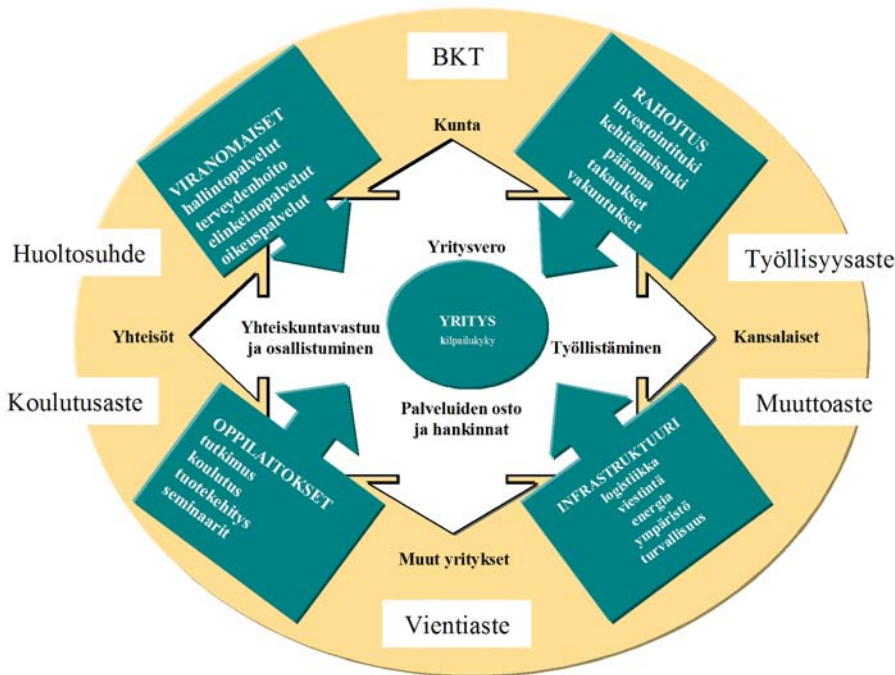 BKT
VIRANOMAISET
hallintopalvelut
terveydenhoito
elinkeinopalvelut
oikeuspalvelut
Kunta
RAHOITUS
investointituki
kehittämistuki
pääoma
takaukset
vakuutukset
Huoltosuhde
Yritysvero
Työllisyysaste
Yhteisöt
Yhteiskuntavastuu
ja osallistuminen
YRITYS
kilpailukyky
Työllistäminen
Kansalaiset
Koulutusaste
Palveluiden osto
ja hankinnat
Muuttoaste
OPPILAITOKSET
tutkimus
koulutus
tuotekehitys
seminaarit
INFRASTRUKTUURI
logistiikka
viestintä
energia
ympäristö
turvallisuus
Muut yritykset
Vientiaste